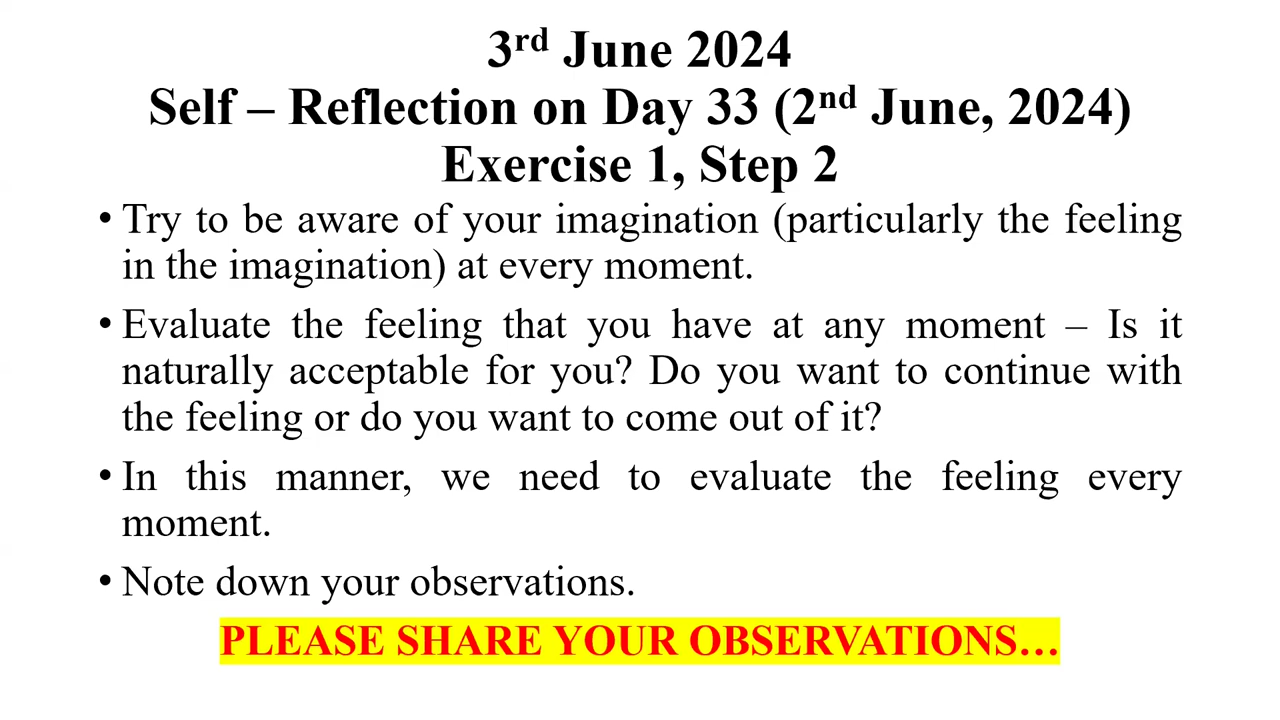 3rd June 2024
Self – Reflection on Day 33 (2nd June, 2024)
Exercise 1, Step 2
• Try to be aware of your imagination (particularly the feeling
in the imagination) at every moment.
• Evaluate the feeling that you have at any moment – Is it
naturally acceptable for you? Do you want to continue with
the feeling or do you want to come out of it?
• In this manner, we need to evaluate the feeling every
moment.
• Note down your observations.
PLEASE SHARE YOUR OBSERVATIONS…